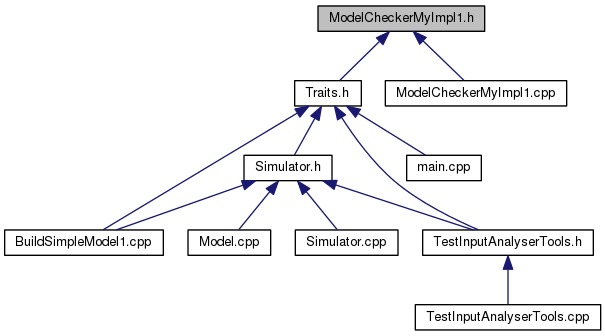 ModelCheckerMyImpl1.h
Traits.h
ModelCheckerMyImpl1.cpp
Simulator.h
main.cpp
BuildSimpleModel1.cpp
Model.cpp
Simulator.cpp
TestInputAnalyserTools.h
TestInputAnalyserTools.cpp